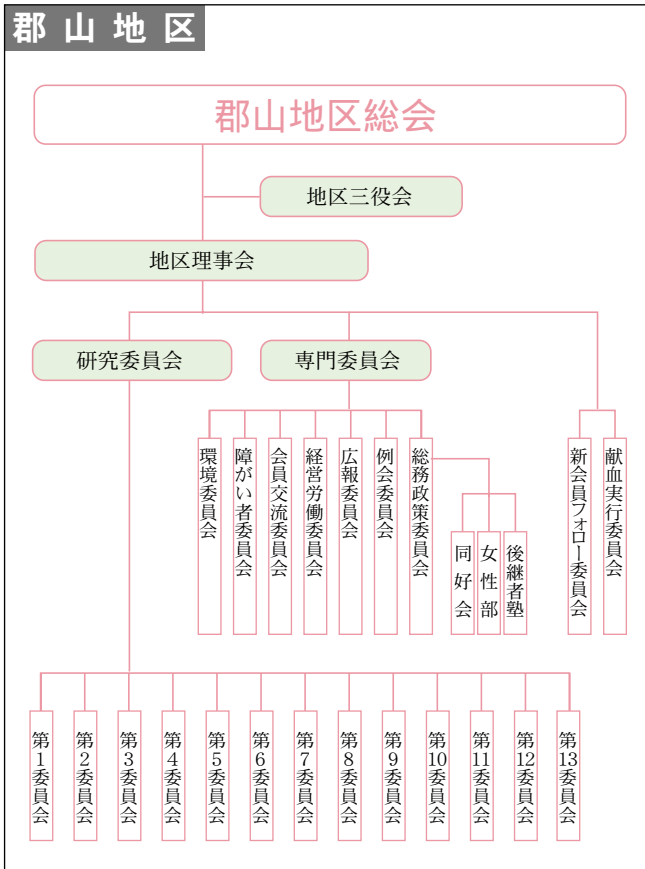 郡山地区
郡山地区総会
地区三役会
地区理事会
研究委員会
専門委員会
環境委員会
障がい者委員会
会員交流委員会
経営労働委員会
広報委員会
例会委員会
総務政策委員会
同好会
女性部
後継者塾
新会員フォロー委員会
献血実行委員会
第1委員会
第2委員会
第3委員会
第4委員会
第5委員会
第6委員会
第7委員会
第8委員会
第9委員会
第10委員会
第11委員会
第12委員会
第13委員会